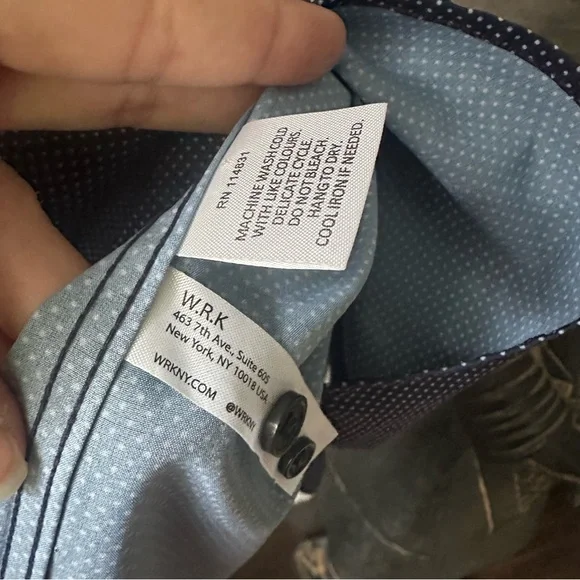 RN 114831
MACHINE WASH COLD
WITH LIKE COLOURS.
DELICATE CYCLE.
DO NOT BLEACH.
HANG TO DRY.
COOL IRON IF NEEDED.
W.R.K
463 7th Ave., Suite 605
New York, NY 10018 USA
WRKNY.COM @WRKNY